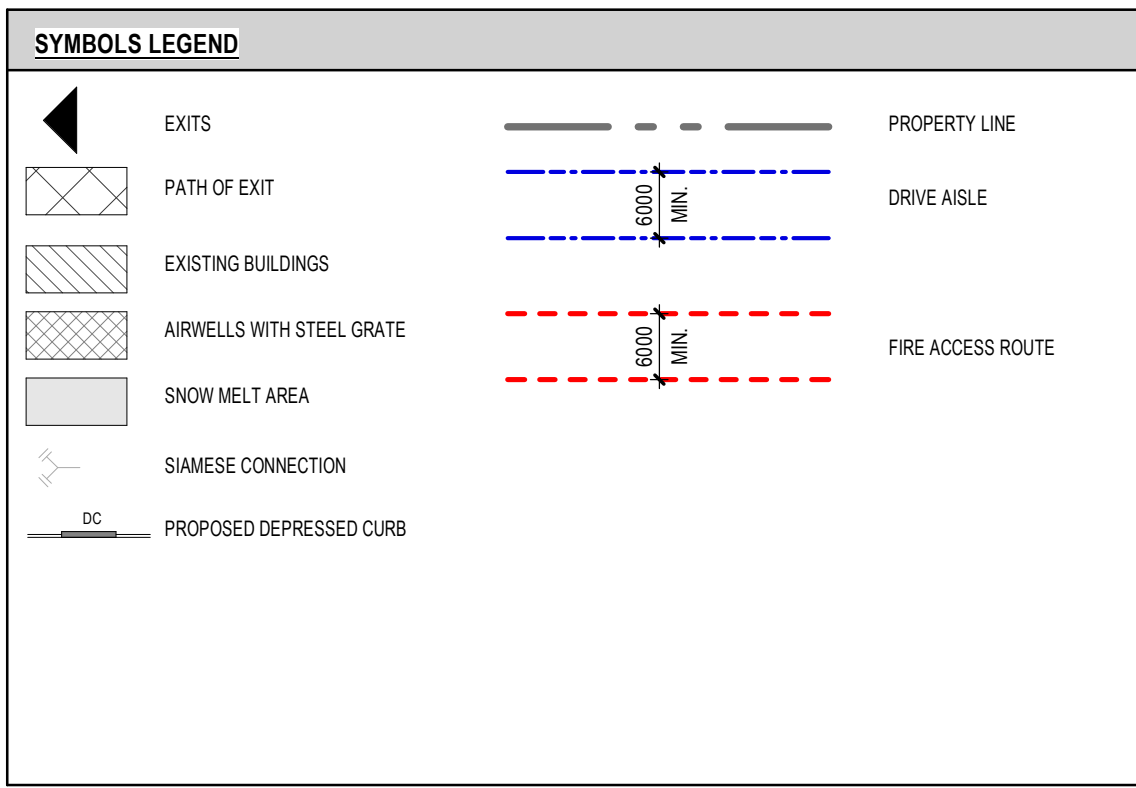 SYMBOLS LEGEND
EXITS
PATH OF EXIT
EXISTING BUILDINGS
AIRWELLS WITH STEEL GRATE
SNOW MELT AREA
SIAMESE CONNECTION
DC
PROPOSED DEPRESSED CURB
PROPERTY LINE
6000
MIN.
DRIVE AISLE
6000
MIN.
FIRE ACCESS ROUTE